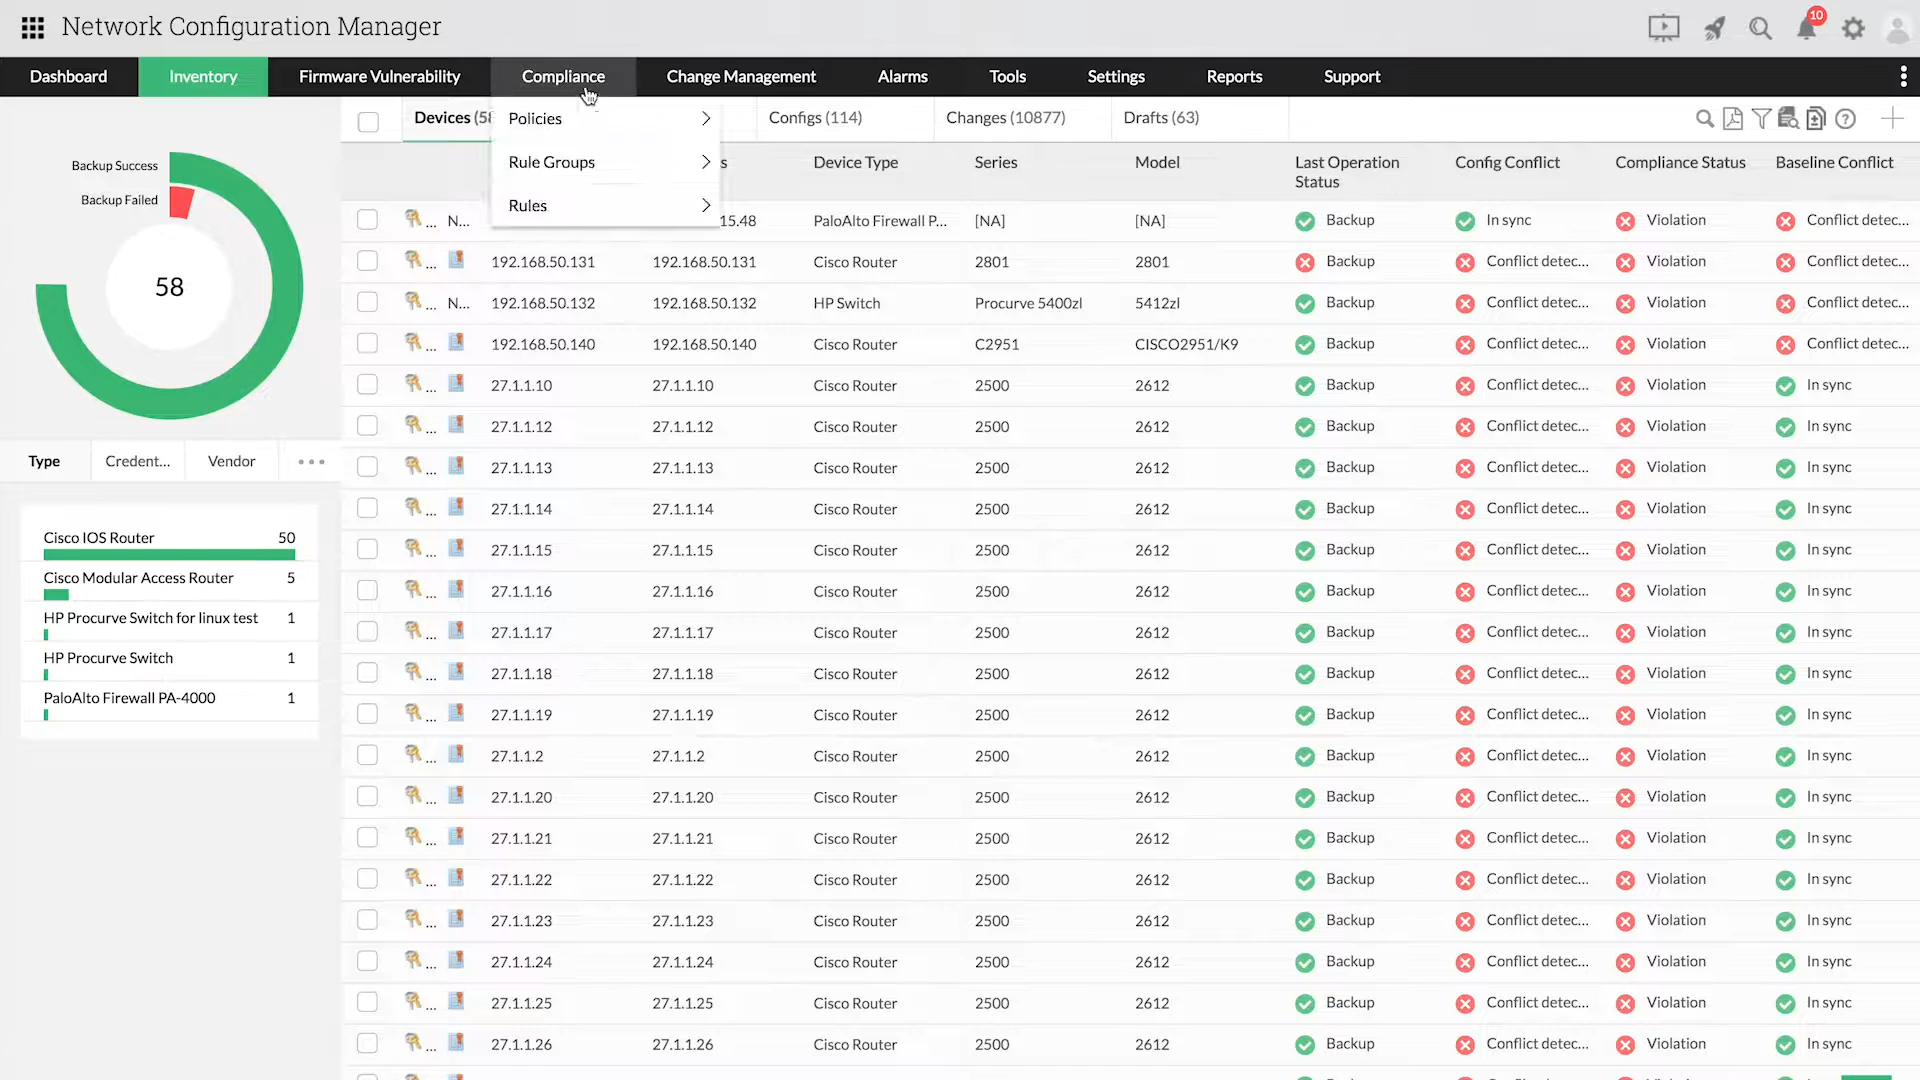 Network Configuration Manager
10
Dashboard Inventory Firmware Vulnerability Compliance Change Management Alarms Tools Settings Reports Support
Devices (58 Configs (114) Changes (10877) Drafts (63)
Policies
Rule Groups
Rules
Backup Success
Backup Failed
58
Type Credent... Vendor
Cisco IOS Router 50
Cisco Modular Access Router 5
HP Procurve Switch for linux test 1
HP Procurve Switch 1
PaloAlto Firewall PA-4000 1
s Device Type Series Model Last Operation Status Config Conflict Compliance Status Baseline Conflict
... N... 15.48 PaloAlto Firewall P... [NA] [NA] Backup In sync Violation Conflict detec...
... 192.168.50.131 192.168.50.131 Cisco Router 2801 2801 Backup Conflict detec... Violation Conflict detec...
... N... 192.168.50.132 192.168.50.132 HP Switch Procurve 5400zl 5412zl Backup Conflict detec... Violation Conflict detec...
... 192.168.50.140 192.168.50.140 Cisco Router C2951 CISCO2951/K9 Backup Conflict detec... Violation Conflict detec...
... 27.1.1.10 27.1.1.10 Cisco Router 2500 2612 Backup Conflict detec... Violation In sync
... 27.1.1.12 27.1.1.12 Cisco Router 2500 2612 Backup Conflict detec... Violation In sync
... 27.1.1.13 27.1.1.13 Cisco Router 2500 2612 Backup Conflict detec... Violation In sync
... 27.1.1.14 27.1.1.14 Cisco Router 2500 2612 Backup Conflict detec... Violation In sync
... 27.1.1.15 27.1.1.15 Cisco Router 2500 2612 Backup Conflict detec... Violation In sync
... 27.1.1.16 27.1.1.16 Cisco Router 2500 2612 Backup Conflict detec... Violation In sync
... 27.1.1.17 27.1.1.17 Cisco Router 2500 2612 Backup Conflict detec... Violation In sync
... 27.1.1.18 27.1.1.18 Cisco Router 2500 2612 Backup Conflict detec... Violation In sync
... 27.1.1.19 27.1.1.19 Cisco Router 2500 2612 Backup Conflict detec... Violation In sync
... 27.1.1.2 27.1.1.2 Cisco Router 2500 2612 Backup Conflict detec... Violation In sync
... 27.1.1.20 27.1.1.20 Cisco Router 2500 2612 Backup Conflict detec... Violation In sync
... 27.1.1.21 27.1.1.21 Cisco Router 2500 2612 Backup Conflict detec... Violation In sync
... 27.1.1.22 27.1.1.22 Cisco Router 2500 2612 Backup Conflict detec... Violation In sync
... 27.1.1.23 27.1.1.23 Cisco Router 2500 2612 Backup Conflict detec... Violation In sync
... 27.1.1.24 27.1.1.24 Cisco Router 2500 2612 Backup Conflict detec... Violation In sync
... 27.1.1.25 27.1.1.25 Cisco Router 2500 2612 Backup Conflict detec... Violation In sync
... 27.1.1.26 27.1.1.26 Cisco Router 2500 2612 Backup Conflict detec... Violation In sync